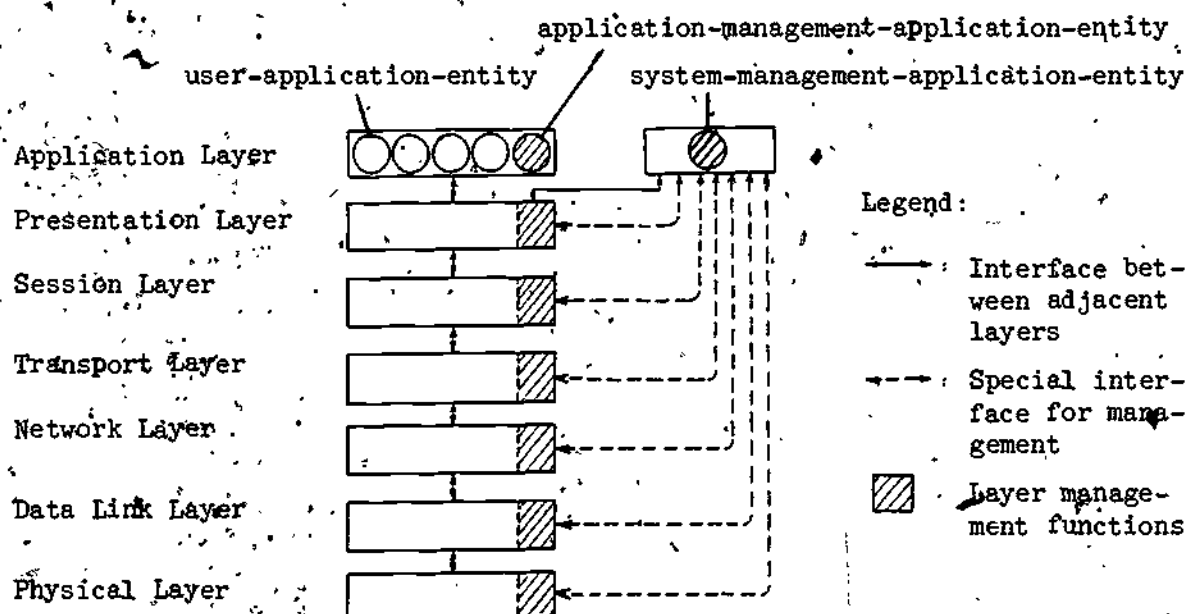 application-management-application-entity
user-application-entity
system-management-application-entity
Application Layer
Presentation Layer
Session Layer
Transport Layer
Network Layer
Data Link Layer
Physical Layer
Legend:
: Interface bet-
ween adjacent
layers
: Special inter-
face for mana-
gement
Layer manage-
ment functions